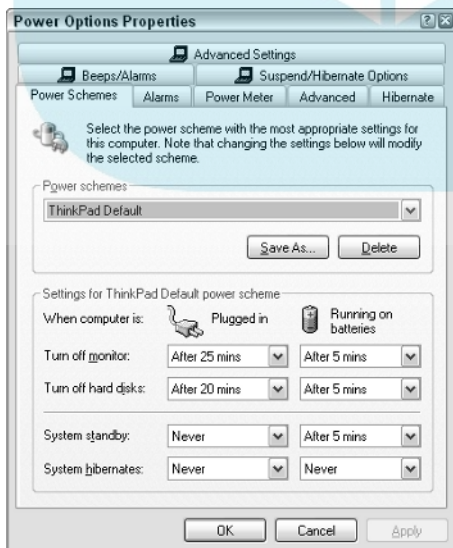 Power Options Properties
Advanced Settings
Beeps/Alarms Suspend/Hibernate Options
Power Schemes Alarms Power Meter Advanced Hibernate
Select the power scheme with the most appropriate settings for
this computer. Note that changing the settings below will modify
the selected scheme.
Power schemes
ThinkPad Default
Save As... Delete
Settings for ThinkPad Default power scheme
When computer is: Plugged in Running on
batteries
Turn off monitor: After 25 mins After 5 mins
Turn off hard disks: After 20 mins After 5 mins
System standby: Never After 5 mins
System hibernates: Never Never
OK Cancel Apply